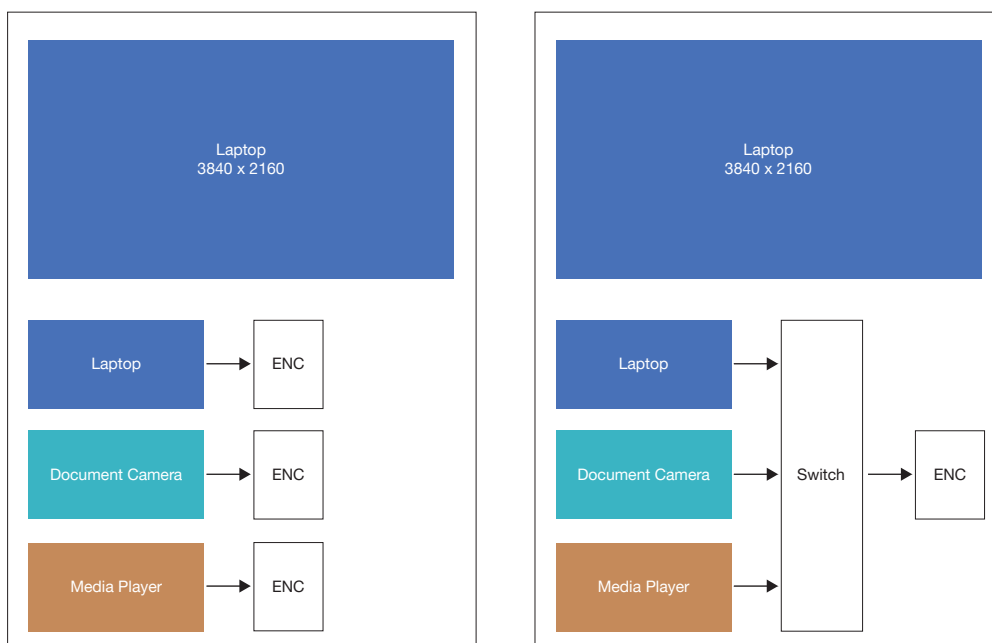 Laptop
3840 x 2160
Laptop
ENC
Document Camera
ENC
Media Player
ENC
Laptop
3840 x 2160
Laptop
Document Camera
Media Player
Switch
ENC